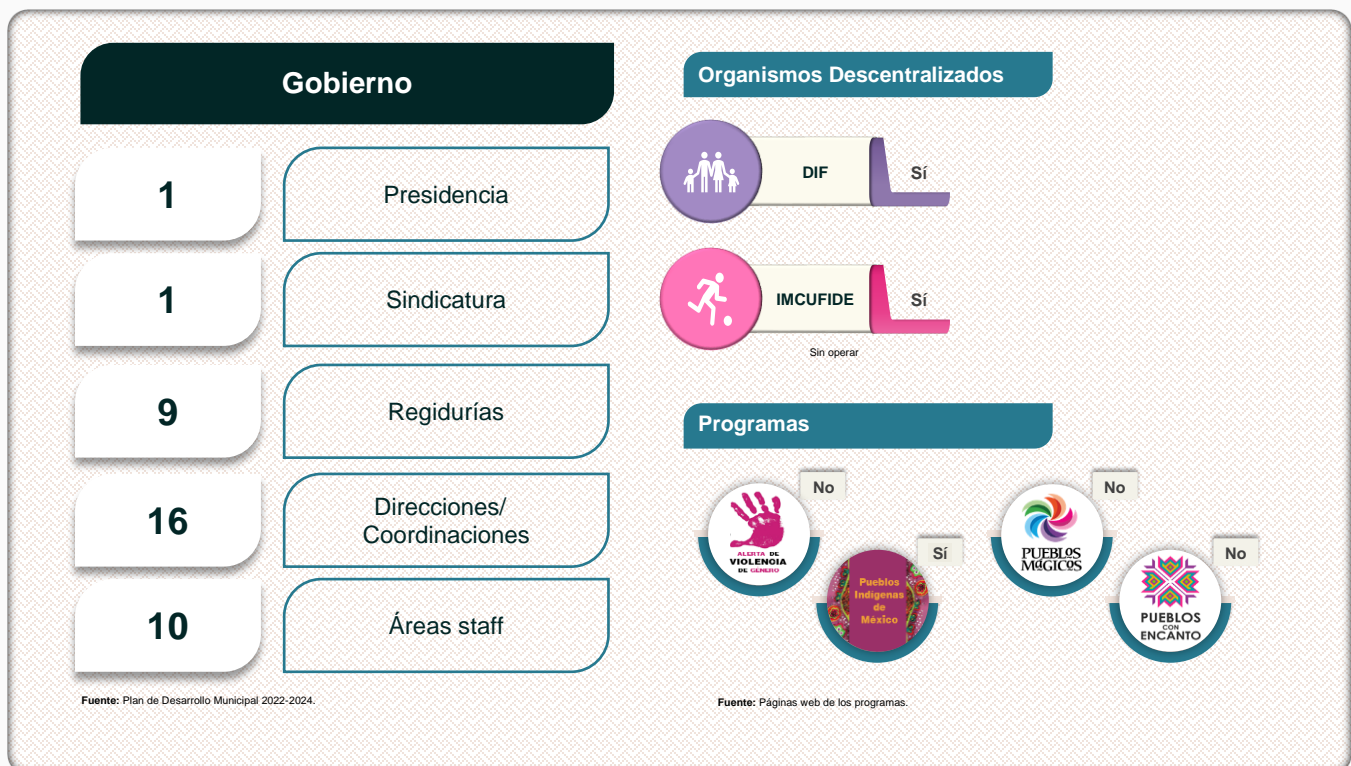 Gobierno
1
Presidencia
1
Sindicatura
9
Regidurías
16
Direcciones/
Coordinaciones
10
Áreas staff
Fuente: Plan de Desarrollo Municipal 2022-2024.
Organismos Descentralizados
DIF
Sí
IMCUFIDE
Sí
Sin operar
Programas
No
ALERTA DE
VIOLENCIA
DE GENERO
Sí
Pueblos
Indígenas
de
México
No
PUEBLOS
MáGICOS
No
PUEBLOS
CON
ENCANTO
Fuente: Páginas web de los programas.